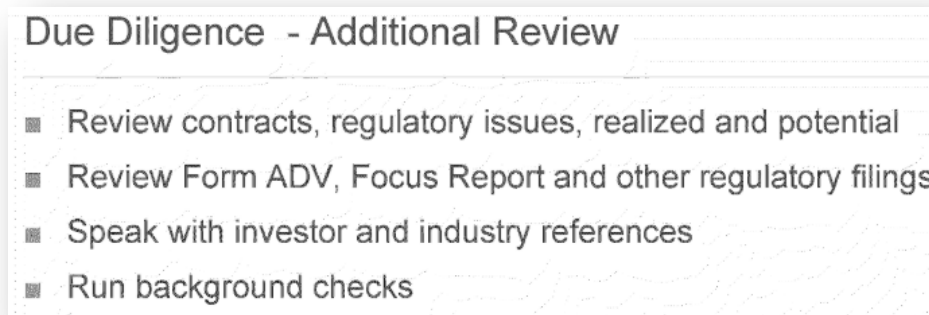 Due Diligence - Additional Review
Review contracts, regulatory issues, realized and potential
Review Form ADV, Focus Report and other regulatory filings
Speak with investor and industry references
Run background checks